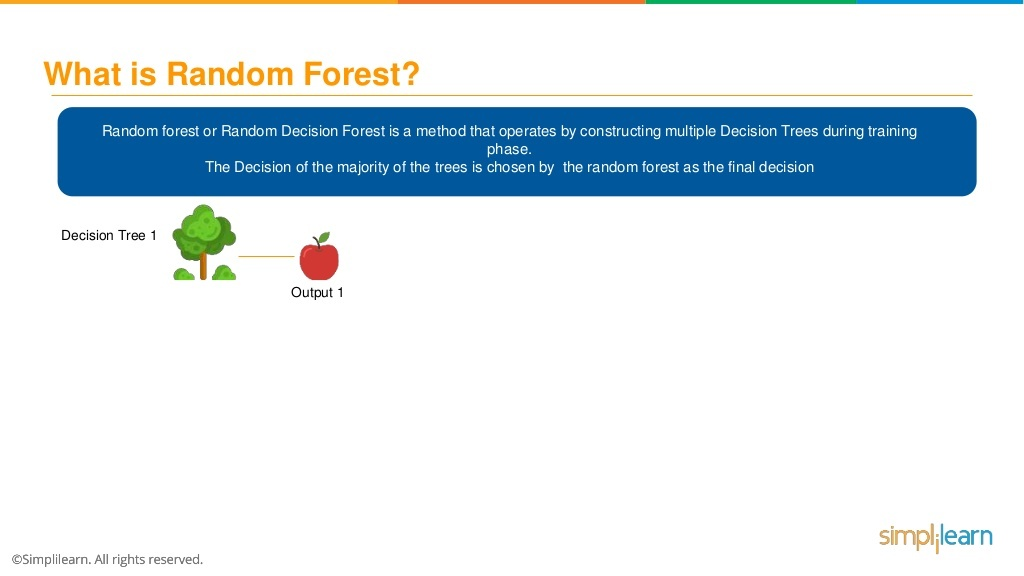 What is Random Forest?
Random forest or Random Decision Forest is a method that operates by constructing multiple Decision Trees during training
phase.
The Decision of the majority of the trees is chosen by  the random forest as the final decision
Decision Tree 1
Output 1
simplilearn
©Simplilearn. All rights reserved.